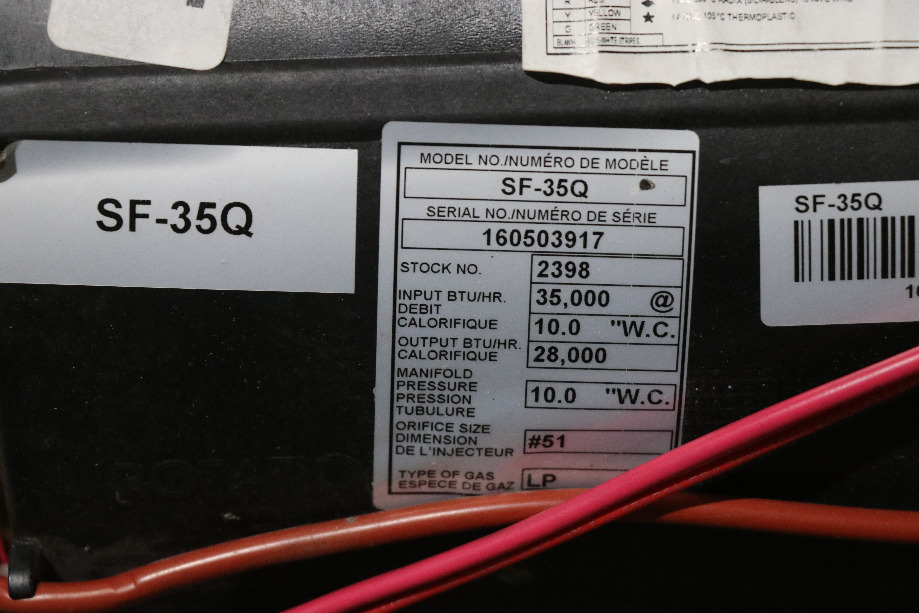 R
Y YELLOW
G GREEN
105°C THERMOPLASTIC
WHITE STRIPES
SF-35Q
MODEL NO./NUMÉRO DE MODÈLE
SF-35Q
SERIAL NO./NUMÉRO DE SÉRIE
160503917
STOCK NO. 2398
INPUT BTU/HR. 35,000 @
DEBIT
CALORIFIQUE 10.0 "W.C.
OUTPUT BTU/HR. 28,000
CALORIFIQUE
MANIFOLD
PRESSURE 10.0 "W.C.
PRESSION
TUBULURE
ORIFICE SIZE
DIMENSION #51
DE L'INJECTEUR
TYPE OF GAS LP
ESPECE DE GAZ
SF-35Q